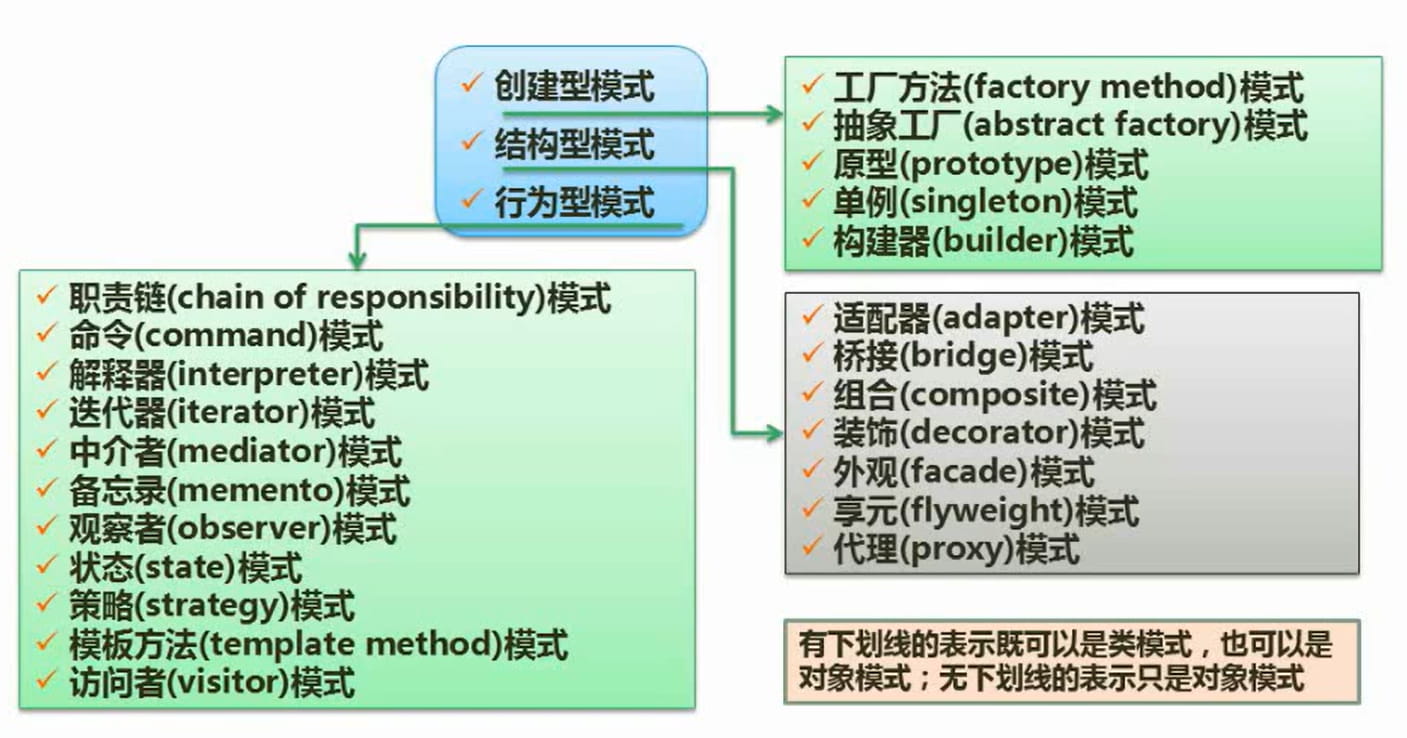 创建型模式
结构型模式
行为型模式
工厂方法(factory method)模式
抽象工厂(abstract factory)模式
原型(prototype)模式
单例(singleton)模式
构建器(builder)模式
职责链(chain of responsibility)模式
命令(command)模式
解释器(interpreter)模式
迭代器(iterator)模式
中介者(mediator)模式
备忘录(memento)模式
观察者(observer)模式
状态(state)模式
策略(strategy)模式
模板方法(template method)模式
访问者(visitor)模式
适配器(adapter)模式
桥接(bridge)模式
组合(composite)模式
装饰(decorator)模式
外观(facade)模式
享元(flyweight)模式
代理(proxy)模式
有下划线的表示既可以是类模式，也可以是
对象模式；无下划线的表示只是对象模式